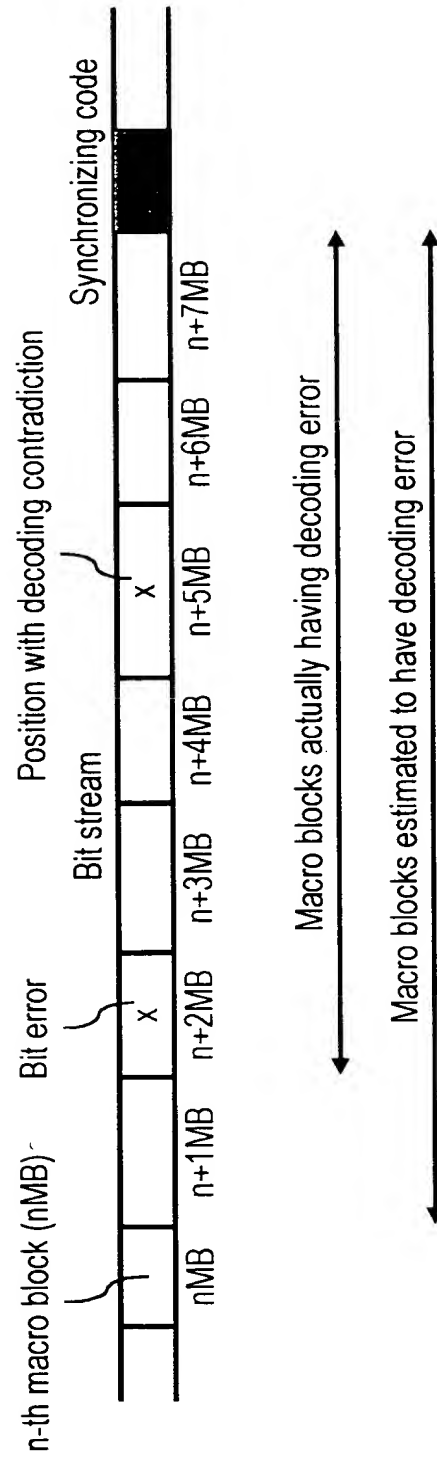 n-th macro block (nMB)
Bit error
Bit stream
Position with decoding contradiction
Synchronizing code
X
X
nMB
n+1MB
n+2MB
n+3MB
n+4MB
n+5MB
n+6MB
n+7MB
Macro blocks actually having decoding error
Macro blocks estimated to have decoding error